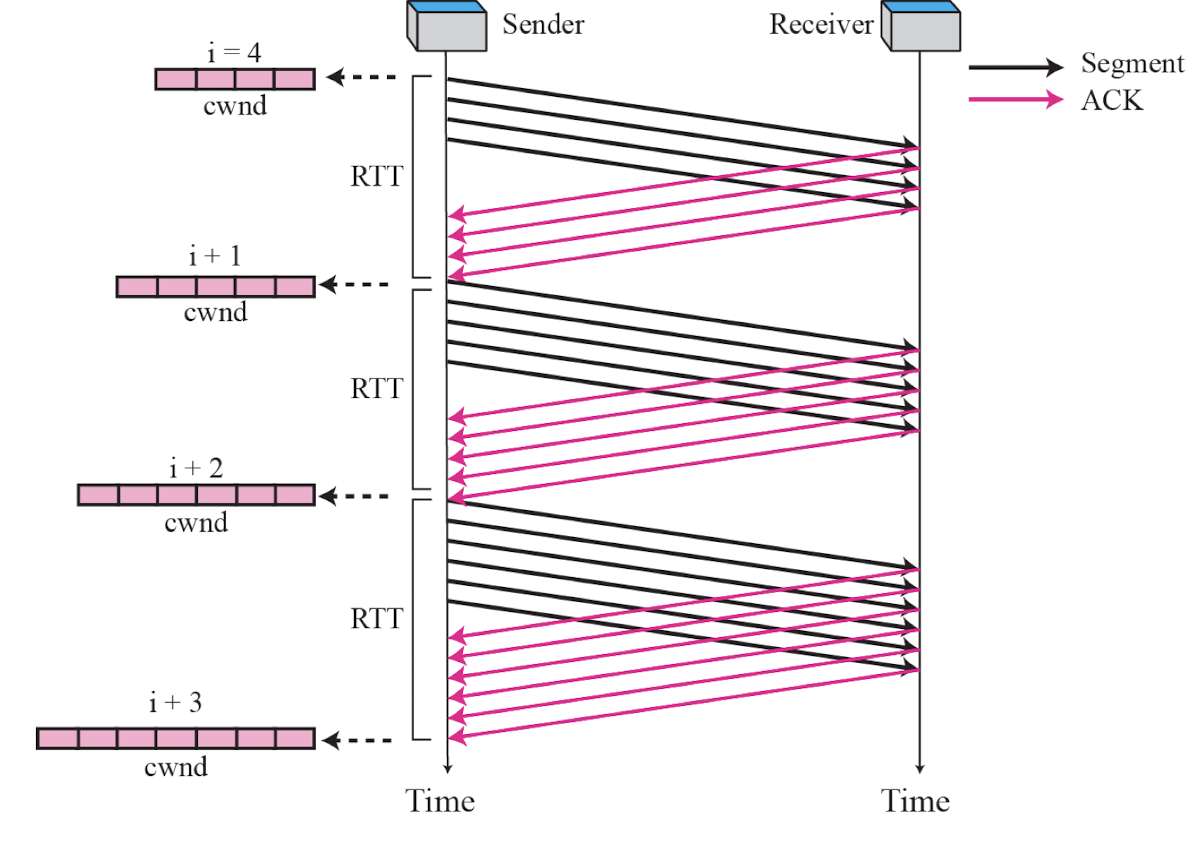 Sender
Receiver
Segment
ACK
i = 4
cwnd
RTT
i + 1
cwnd
RTT
i + 2
cwnd
RTT
i + 3
cwnd
Time
Time